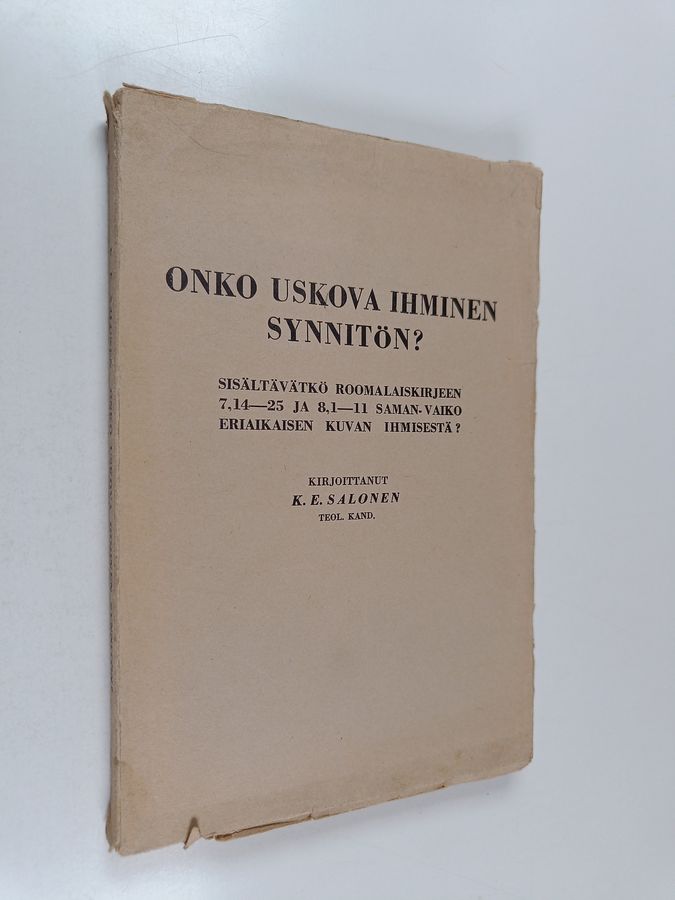 ONKO USKOVA IHMINEN
SYNNITÖN?
SISÄLTÄVÄTKÖ ROOMALAISKIRJEEN
7,14—25 JA 8,1—11 SAMAN- VAIKO
ERIAIKAISEN KUVAN IHMISESTÄ?
KIRJOITTANUT
K. E. SALONEN
TEOL. KAND.